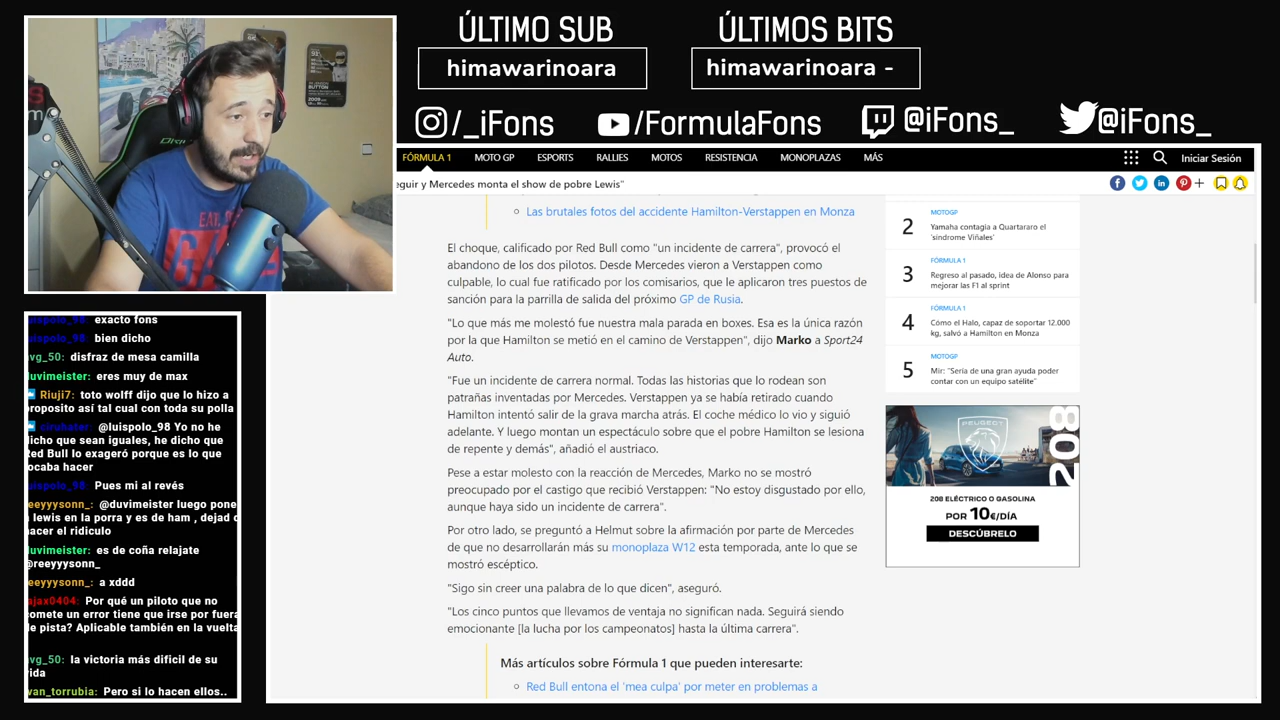 ÚLTIMO SUB
himawarinoara
ÚLTIMOS BITS
himawarinoara -
/_iFons
/FormulaFons
@iFons_
@iFons_
BUTTON
2009
FÓRMULA 1 MOTO GP ESPORTS RALLIES MOTOS RESISTENCIA MONOPLAZAS MÁS Iniciar Sesión
eguir y Mercedes monta el show de pobre Lewis"
Las brutales fotos del accidente Hamilton-Verstappen en Monza
El choque, calificado por Red Bull como "un incidente de carrera", provocó el
abandono de los dos pilotos. Desde Mercedes vieron a Verstappen como
culpable, lo cual fue ratificado por los comisarios, que le aplicaron tres puestos de
sanción para la parrilla de salida del próximo GP de Rusia.
"Lo que más me molestó fue nuestra mala parada en boxes. Esa es la única razón
por la que Hamilton se metió en el camino de Verstappen", dijo Marko a Sport24
Auto.
"Fue un incidente de carrera normal. Todas las historias que lo rodean son
patrañas inventadas por Mercedes. Verstappen ya se había retirado cuando
Hamilton intentó salir de la grava marcha atrás. El coche médico lo vio y siguió
adelante. Y luego montan un espectáculo sobre que el pobre Hamilton se lesiona
de repente y demás", añadió el austriaco.
Pese a estar molesto con la reacción de Mercedes, Marko no se mostró
preocupado por el castigo que recibió Verstappen: "No estoy disgustado por ello,
aunque haya sido un incidente de carrera".
Por otro lado, se preguntó a Helmut sobre la afirmación por parte de Mercedes
de que no desarrollarán más su monoplaza W12 esta temporada, ante lo que se
mostró escéptico.
"Sigo sin creer una palabra de lo que dicen", aseguró.
"Los cinco puntos que llevamos de ventaja no significan nada. Seguirá siendo
emocionante [la lucha por los campeonatos] hasta la última carrera".
Más artículos sobre Fórmula 1 que pueden interesarte:
Red Bull entona el 'mea culpa' por meter en problemas a
2
MOTOGP
Yamaha contagia a Quartararo el
'síndrome Viñales'
3
FÓRMULA 1
Regreso al pasado, idea de Alonso para
mejorar las F1 al sprint
4
FÓRMULA 1
Cómo el Halo, capaz de soportar 12.000
kg, salvó a Hamilton en Monza
5
MOTOGP
Mir: "Sería de una gran ayuda poder
contar con un equipo satélite"
PEUGEOT
208
208 ELÉCTRICO O GASOLINA
POR 10€/DÍA
DESCÚBRELO
uispolo_98: exacto fons
uispolo_98: bien dicho
vg_50: disfraz de mesa camilla
duvimeister: eres muy de max
Riuji7: toto wolff dijo que lo hizo a
proposito así tal cual con toda su polla
ciruhater: @luispolo_98 Yo no he
dicho que sean iguales, he dicho que
Red Bull lo exageró porque es lo que
tocaba hacer
uispolo_98: Pues mi al revés
reeyyysonn_: @duvimeister luego pone
a lewis en la porra y es de ham , dejad d
hacer el ridiculo
duvimeister: es de coña relajate
@reeyyysonn_
eeyyysonn_: a xddd
ajax0404: Por qué un piloto que no
comete un error tiene que irse por fuera
de pista? Aplicable también en la vuelta
vg_50: la victoria más dificil de su
vida
van_torrubia: Pero si lo hacen ellos..